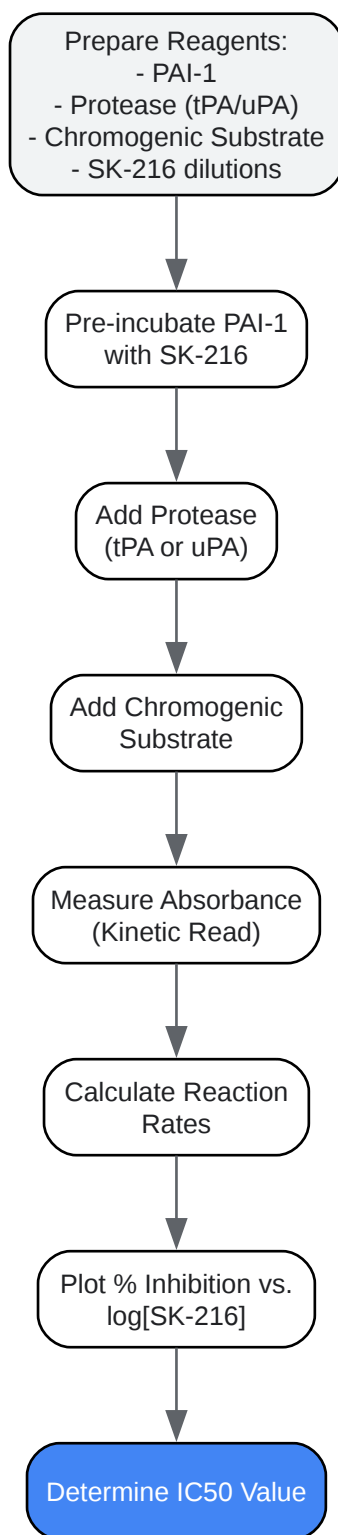 Prepare Reagents:
- PAI-1
- Protease (tPA/uPA)
- Chromogenic Substrate
- SK-216 dilutions
Pre-incubate PAI-1
with SK-216
Add Protease
(tPA or uPA)
Add Chromogenic
Substrate
Measure Absorbance
(Kinetic Read)
Calculate Reaction
Rates
Plot % Inhibition vs.
log[SK-216]
Determine IC50 Value